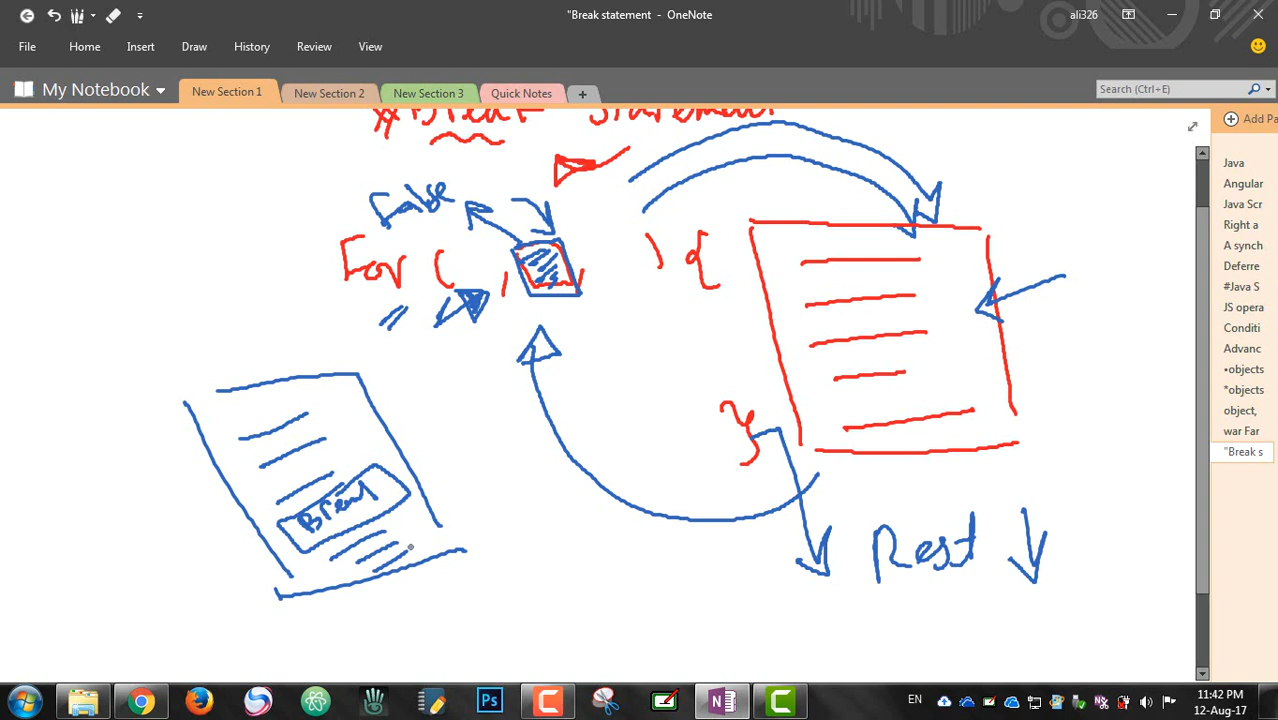 "Break statement - OneNote
ali326
File Home Insert Draw History Review View
My Notebook New Section 1 New Section 2 New Section 3 Quick Notes + Search (Ctrl+E)
#Break Statement
Add Pa
Java
Angular
Java Scr
Right a
A synch
Deferre
#Java S
JS opera
Conditi
Advanc
•objects
*objects
object,
war Far
"Break s
False
For ( , , ) {
}
Break
Rest
EN
11:42 PM
12-Aug-17